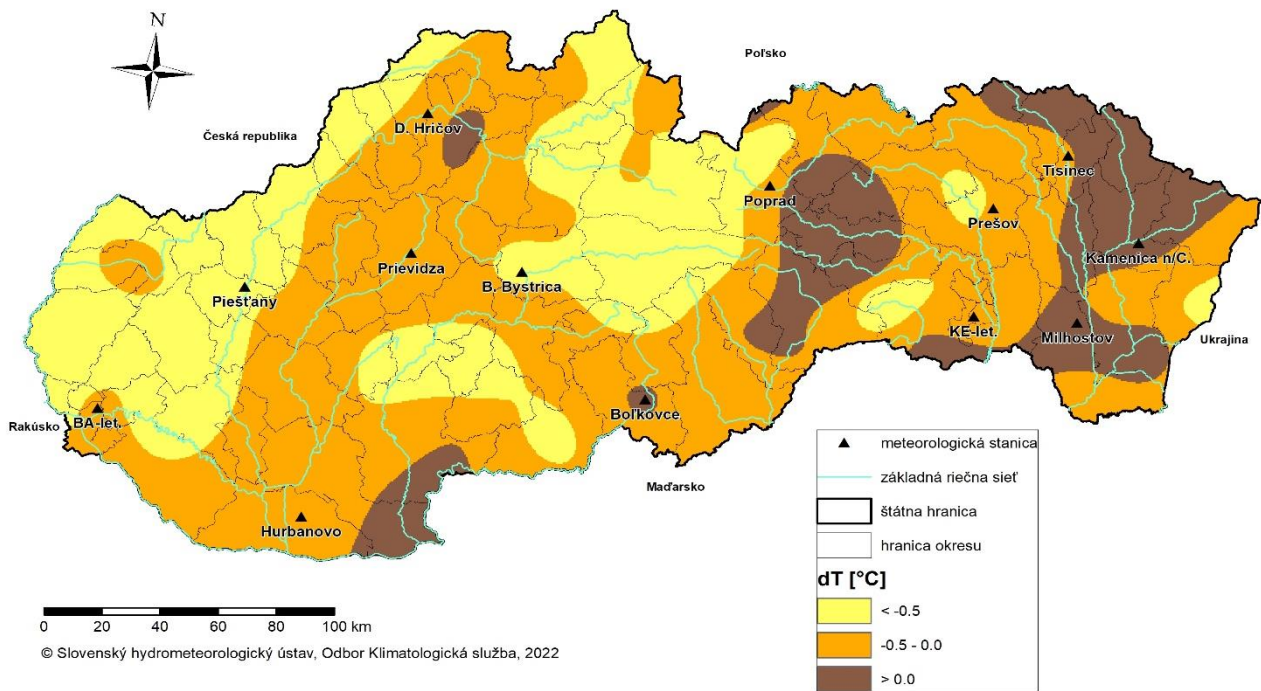 N
Poľsko
Česká republika
D. Hričov
Tisinec
Poprad
Prešov
Kamenica n/C.
Prievidza
B. Bystrica
Piešťany
KE-let.
Milhostov
Ukrajina
Boľkovce
BA-let.
Rakúsko
Maďarsko
Hurbanovo
meteorologická stanica
základná riečna sieť
štátna hranica
hranica okresu
dT [°C]
< -0.5
-0.5 - 0.0
> 0.0
0 20 40 60 80 100 km
© Slovenský hydrometeorologický ústav, Odbor Klimatologická služba, 2022